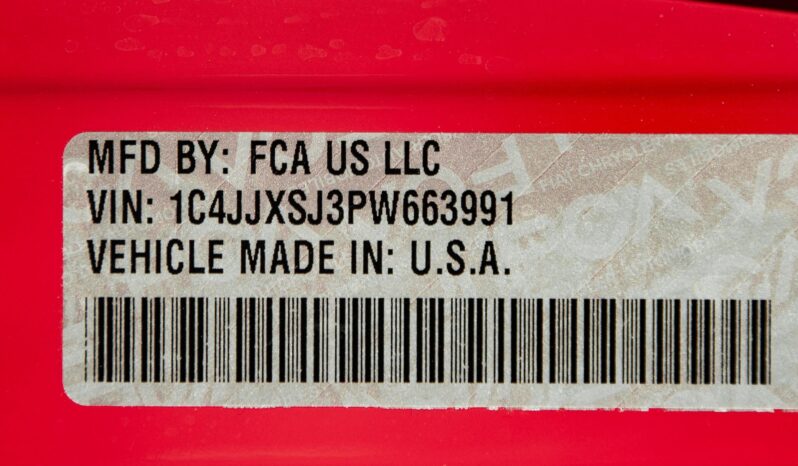 MFD BY: FCA US LLC
VIN: 1C4JJXSJ3PW663991
VEHICLE MADE IN: U.S.A.